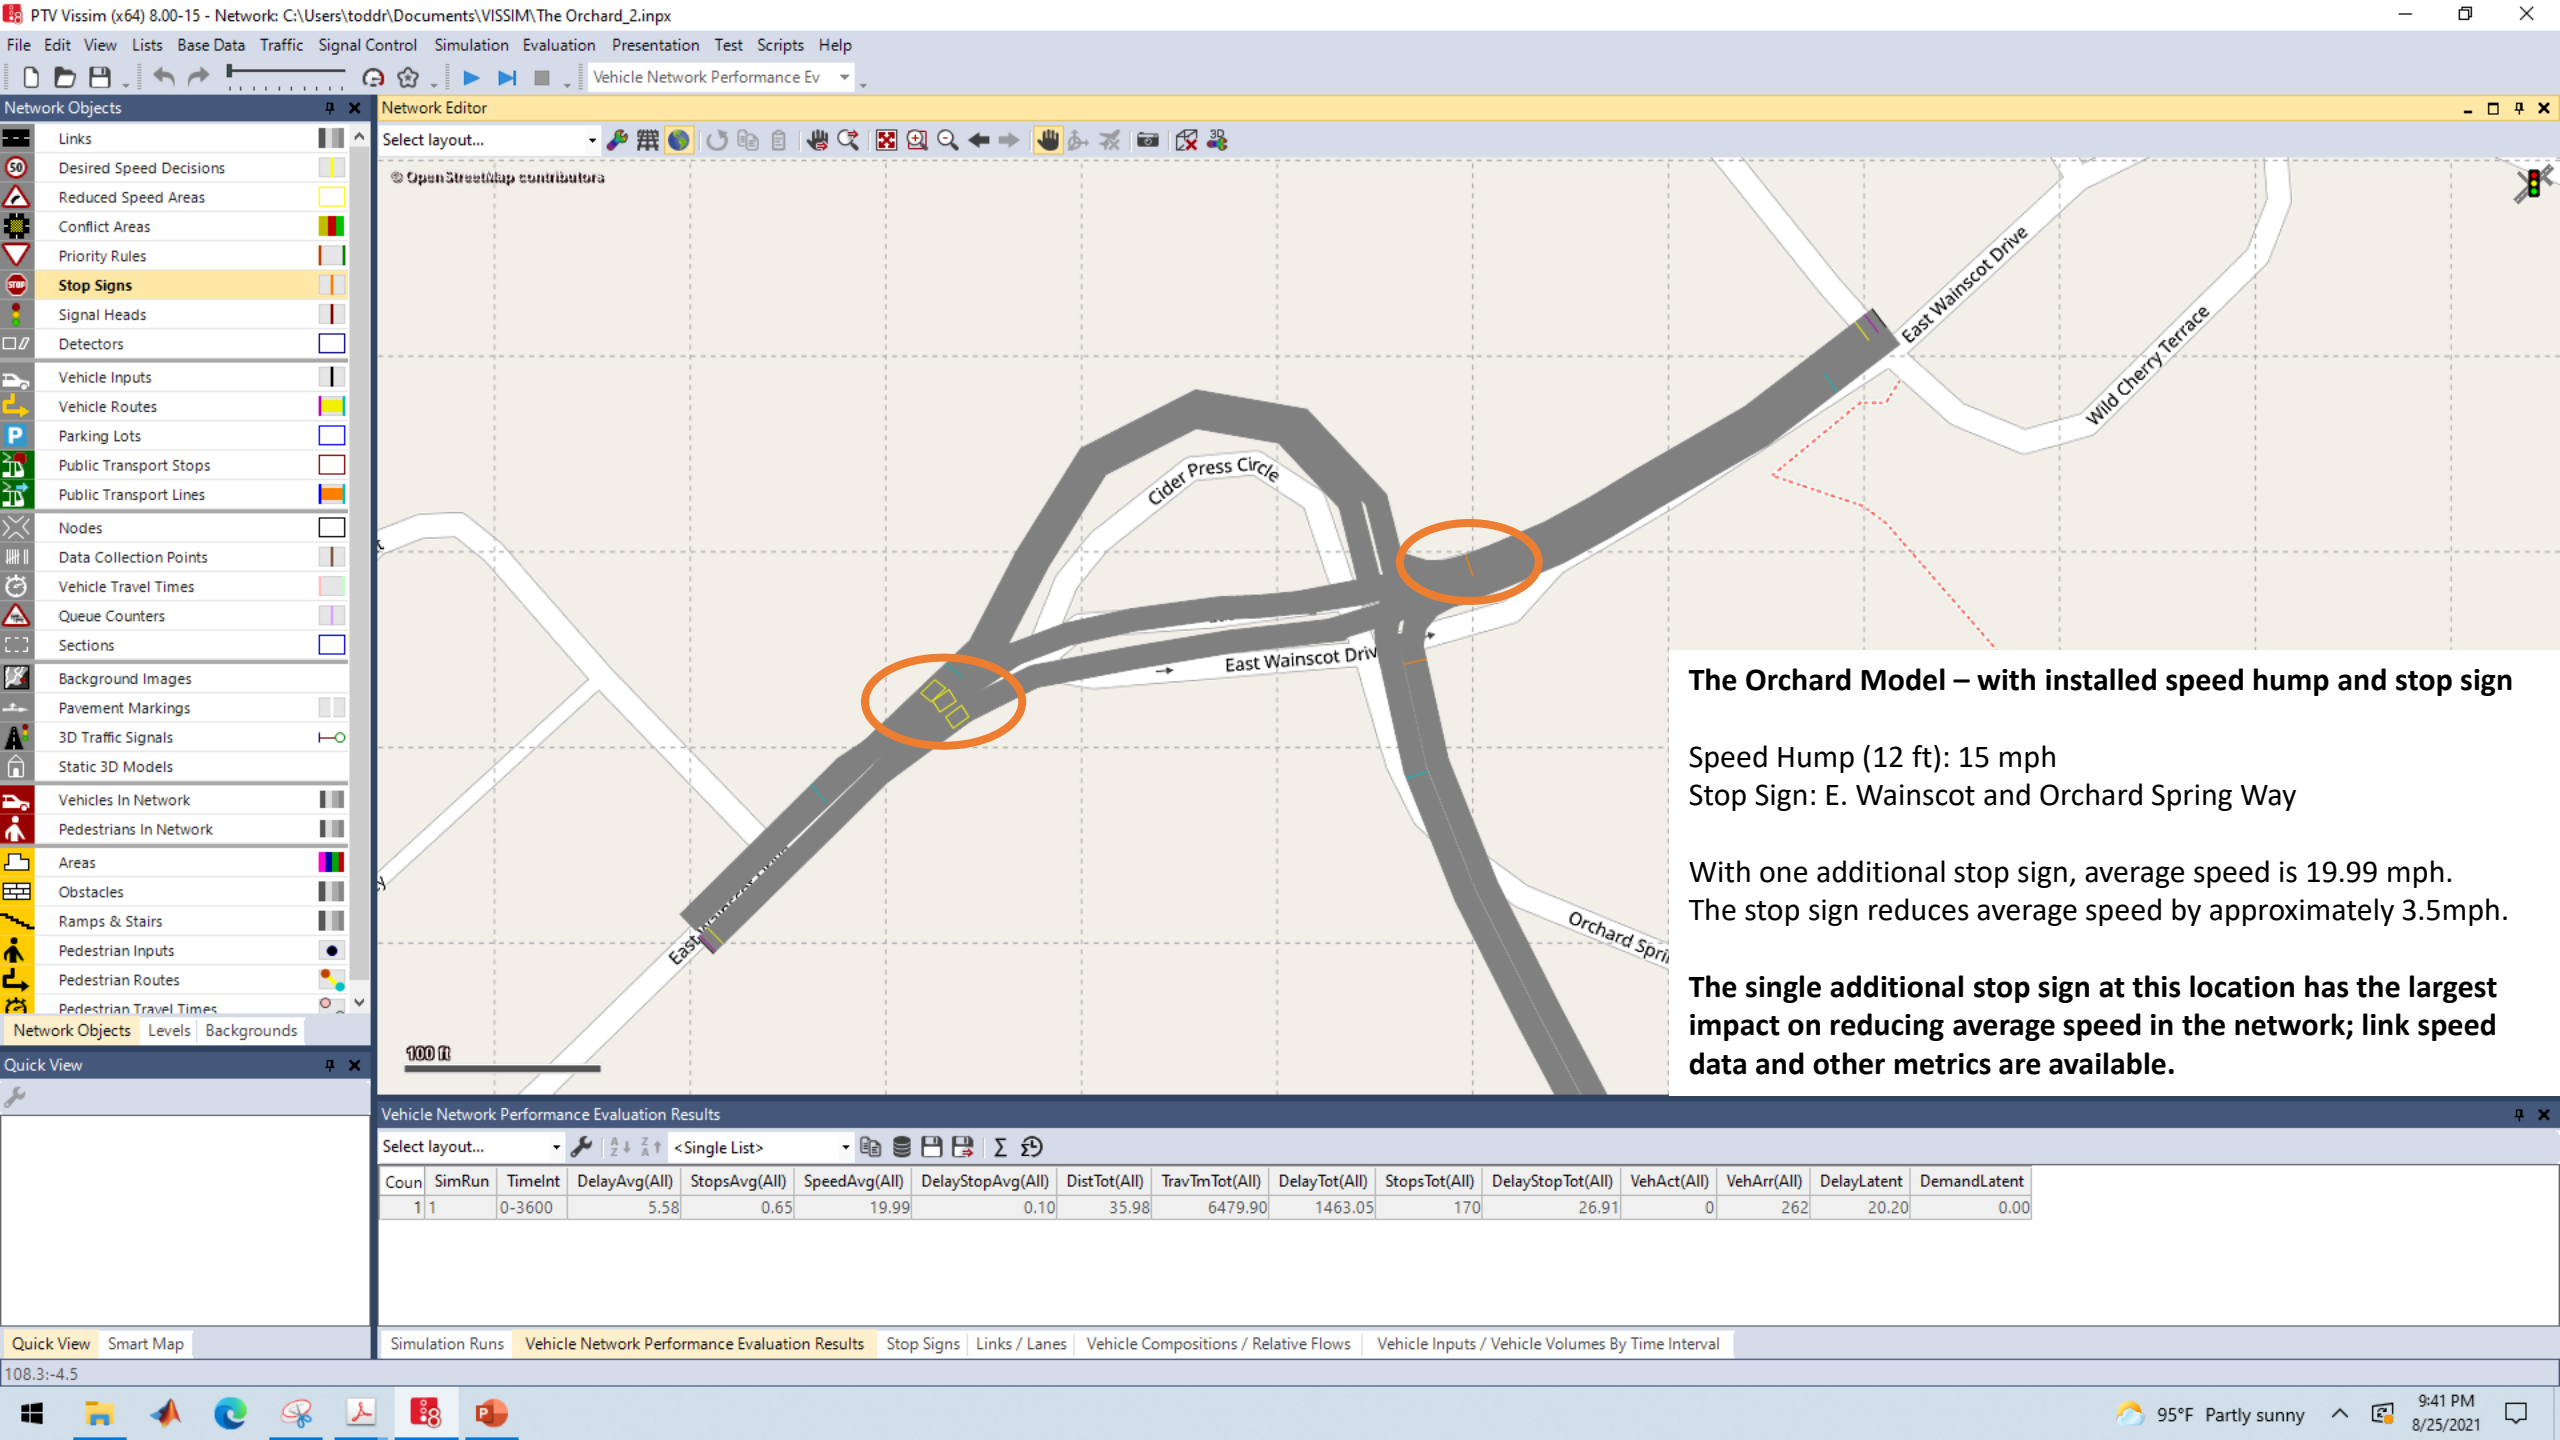 PTV Vissim (x64) 8.00-15 - Network: C:\Users\toddr\Documents\VISSIM\The Orchard_2.inpx
File Edit View Lists Base Data Traffic Signal Control Simulation Evaluation Presentation Test Scripts Help
Vehicle Network Performance Ev
Network Objects
Links
50 Desired Speed Decisions
Reduced Speed Areas
Conflict Areas
Priority Rules
STOP Stop Signs
Signal Heads
Detectors
Vehicle Inputs
Vehicle Routes
P Parking Lots
Public Transport Stops
Public Transport Lines
Nodes
Data Collection Points
Vehicle Travel Times
Queue Counters
Sections
Background Images
Pavement Markings
3D Traffic Signals
Static 3D Models
Vehicles In Network
Pedestrians In Network
Areas
Obstacles
Ramps & Stairs
Pedestrian Inputs
Pedestrian Routes
Pedestrian Travel Times
Network Objects Levels Backgrounds
Quick View
Quick View Smart Map
108.3:-4.5
Network Editor
Select layout...
3D
© OpenStreetMap contributors
East Wainscot Drive
Wild Cherry Terrace
Cider Press Circle
East Wainscot Driv
East
Orchard Spri
100 ft
The Orchard Model – with installed speed hump and stop sign
Speed Hump (12 ft): 15 mph
Stop Sign: E. Wainscot and Orchard Spring Way
With one additional stop sign, average speed is 19.99 mph.
The stop sign reduces average speed by approximately 3.5mph.
The single additional stop sign at this location has the largest
impact on reducing average speed in the network; link speed
data and other metrics are available.
Vehicle Network Performance Evaluation Results
Select layout... <Single List>
Coun SimRun TimeInt DelayAvg(All) StopsAvg(All) SpeedAvg(All) DelayStopAvg(All) DistTot(All) TravTmTot(All) DelayTot(All) StopsTot(All) DelayStopTot(All) VehAct(All) VehArr(All) DelayLatent DemandLatent
1 1 0-3600 5.58 0.65 19.99 0.10 35.98 6479.90 1463.05 170 26.91 0 262 20.20 0.00
Simulation Runs Vehicle Network Performance Evaluation Results Stop Signs Links / Lanes Vehicle Compositions / Relative Flows Vehicle Inputs / Vehicle Volumes By Time Interval
95°F Partly sunny
9:41 PM
8/25/2021